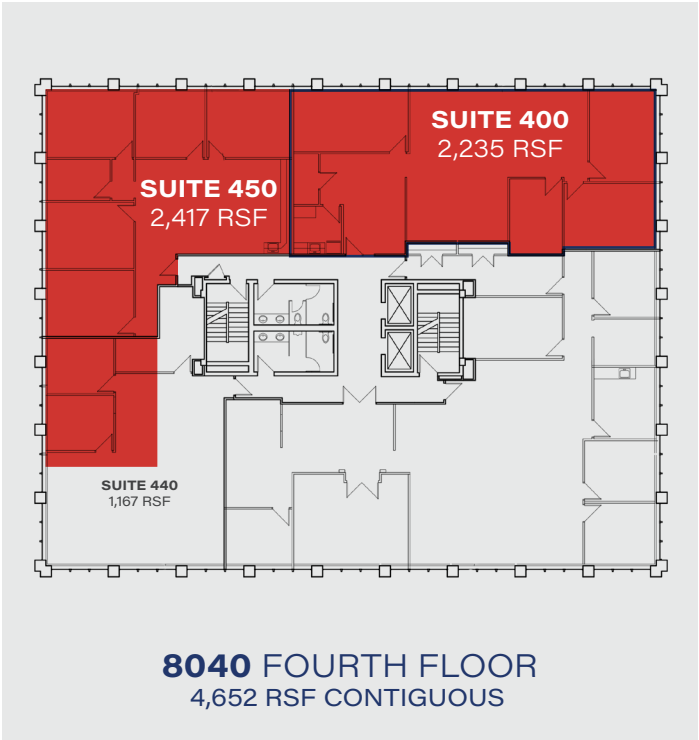 SUITE 400
2,235 RSF
SUITE 450
2,417 RSF
SUITE 440
1,167 RSF
8040 FOURTH FLOOR
4,652 RSF CONTIGUOUS